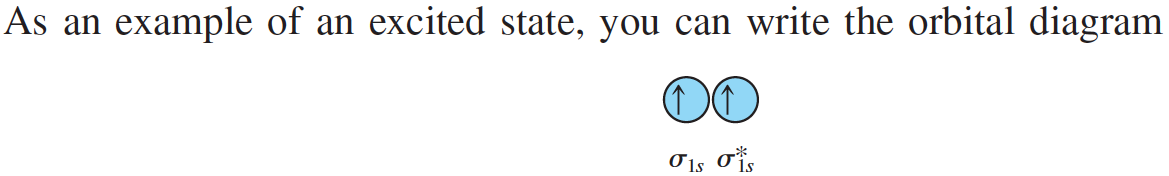 As an example of an excited state, you can write the orbital diagram
↑ ↑
σ1s σ*1s